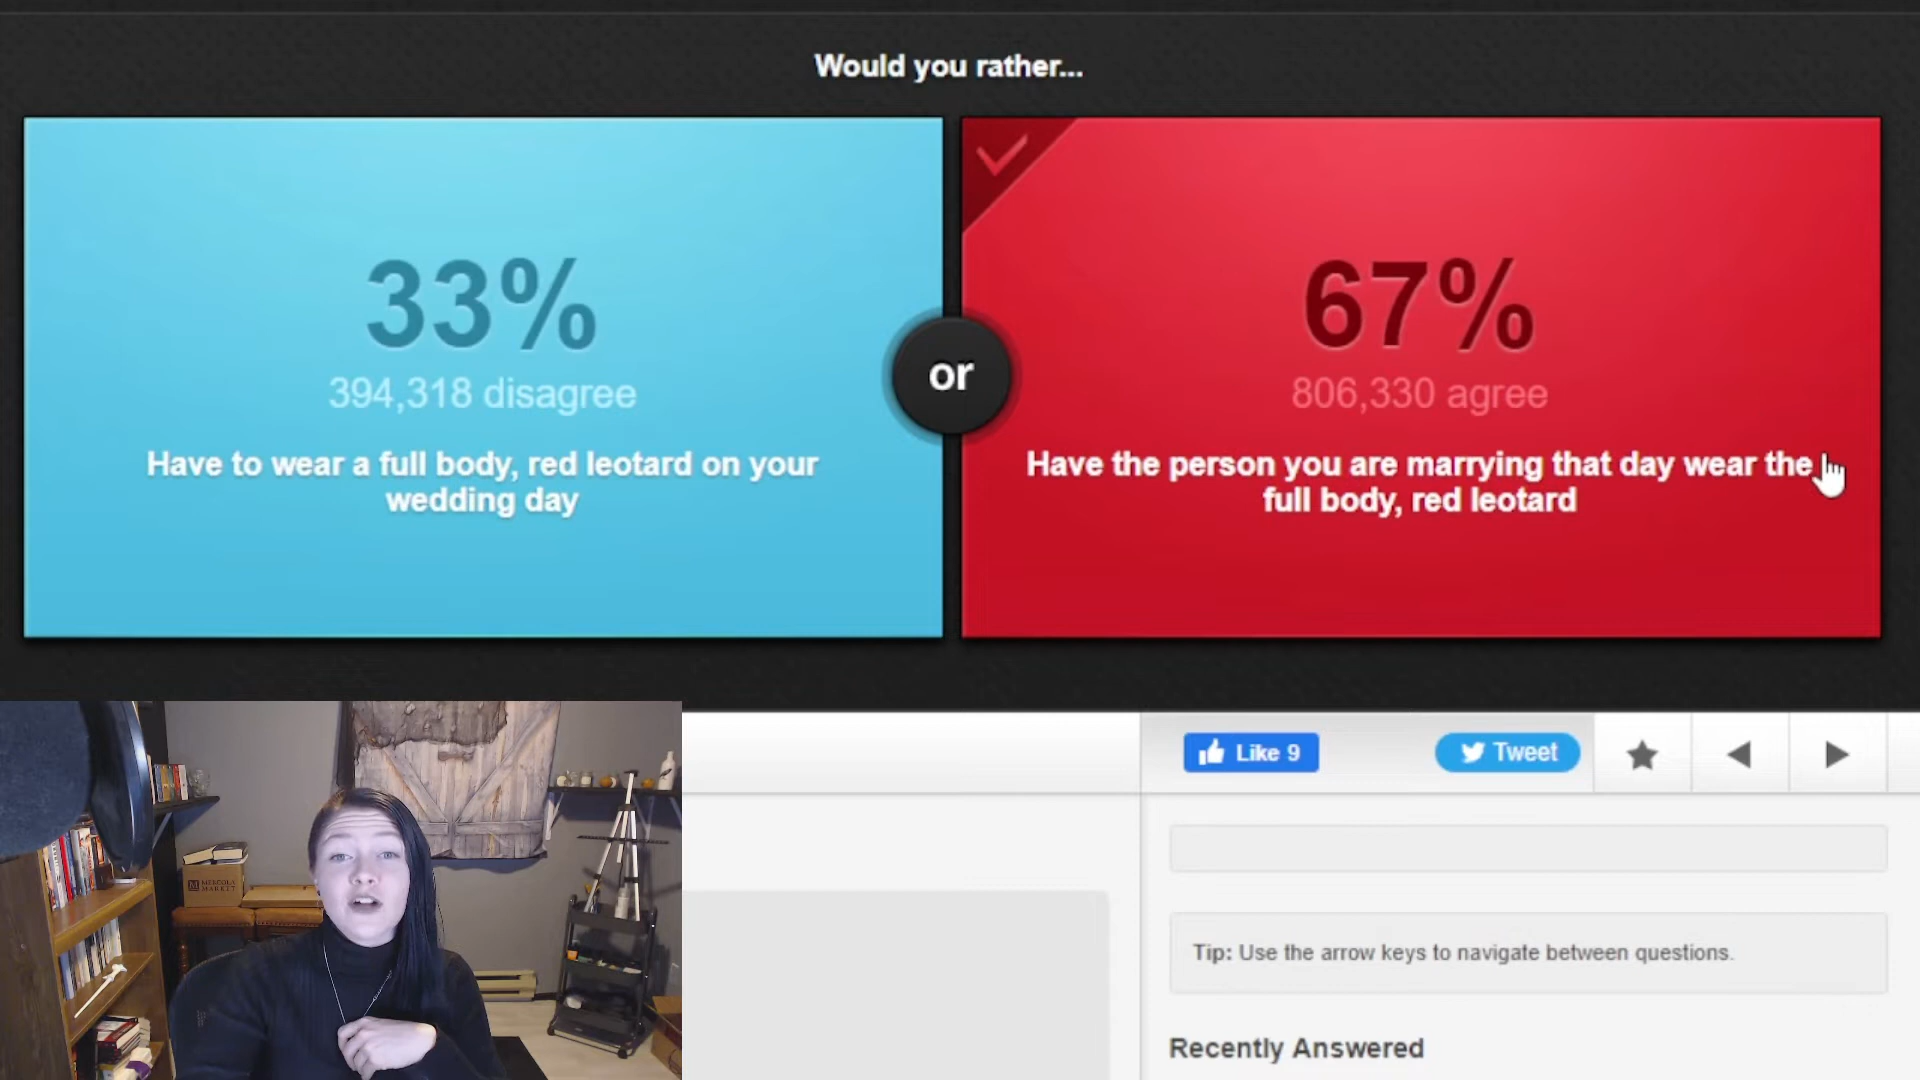 Would you rather...
33%
394,318 disagree
Have to wear a full body, red leotard on your
wedding day
or
67%
806,330 agree
Have the person you are marrying that day wear the
full body, red leotard
Like 9
Tweet
Tip: Use the arrow keys to navigate between questions.
Recently Answered
MERCOLA
MARKET